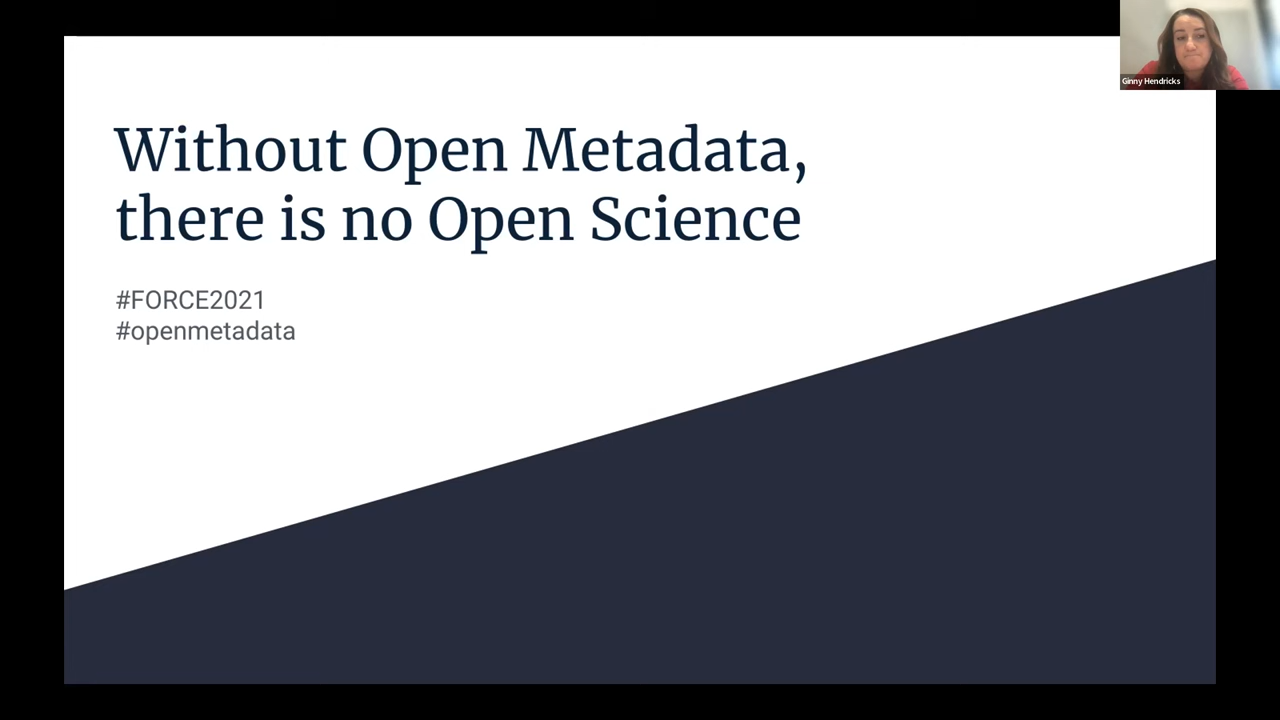 Without Open Metadata,
there is no Open Science
#FORCE2021
#openmetadata
Ginny Hendricks